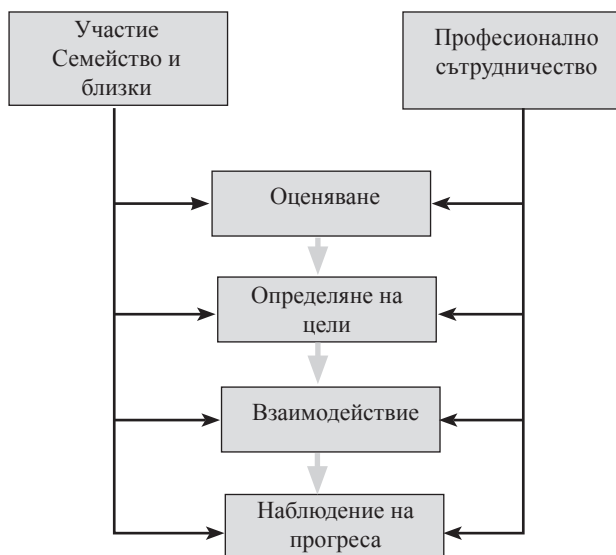 Участие
Семейство и
близки
Професионално
сътрудничество
Оценяване
Определяне на
цели
Взаимодействие
Наблюдение на
прогреса